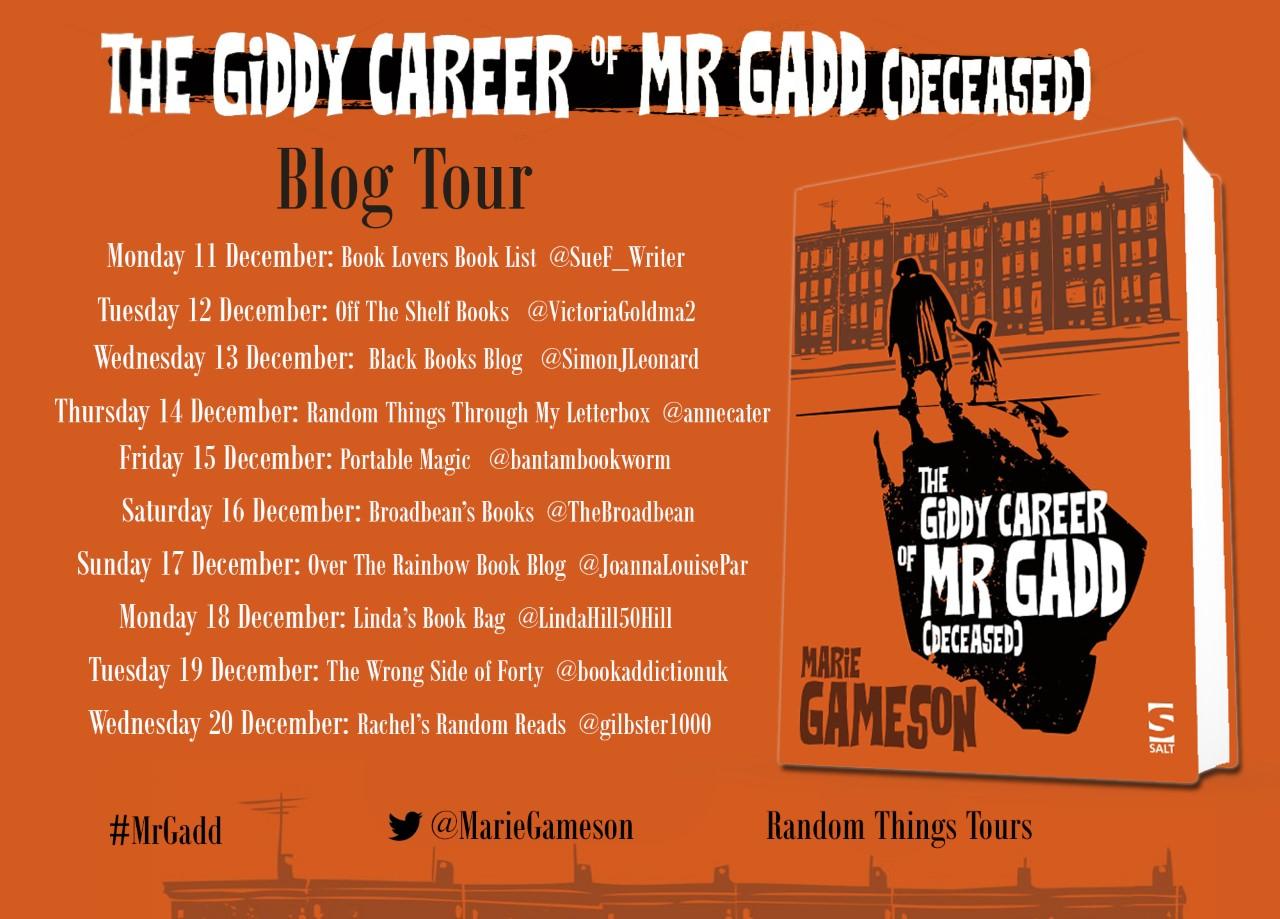 THE GiDDY CAREER OF MR GADD (DECEASED)
Blog Tour
Monday 11 December: Book Lovers Book List @SueF_Writer
Tuesday 12 December: Off The Shelf Books @VictoriaGoldma2
Wednesday 13 December: Black Books Blog @SimonJLeonard
Thursday 14 December: Random Things Through My Letterbox @annecater
Friday 15 December: Portable Magic @bantambookworm
Saturday 16 December: Broadbean's Books @TheBroadbean
Sunday 17 December: Over The Rainbow Book Blog @JoannaLouisePar
Monday 18 December: Linda's Book Bag @LindaHill50Hill
Tuesday 19 December: The Wrong Side of Forty @bookaddictionuk
Wednesday 20 December: Rachel's Random Reads @gilbster1000
THE
GiDDY CAREER
OF MR GADD
(DECEASED)
MARiE
GAMESON
S
SALT
#MrGadd
@MarieGameson
Random Things Tours